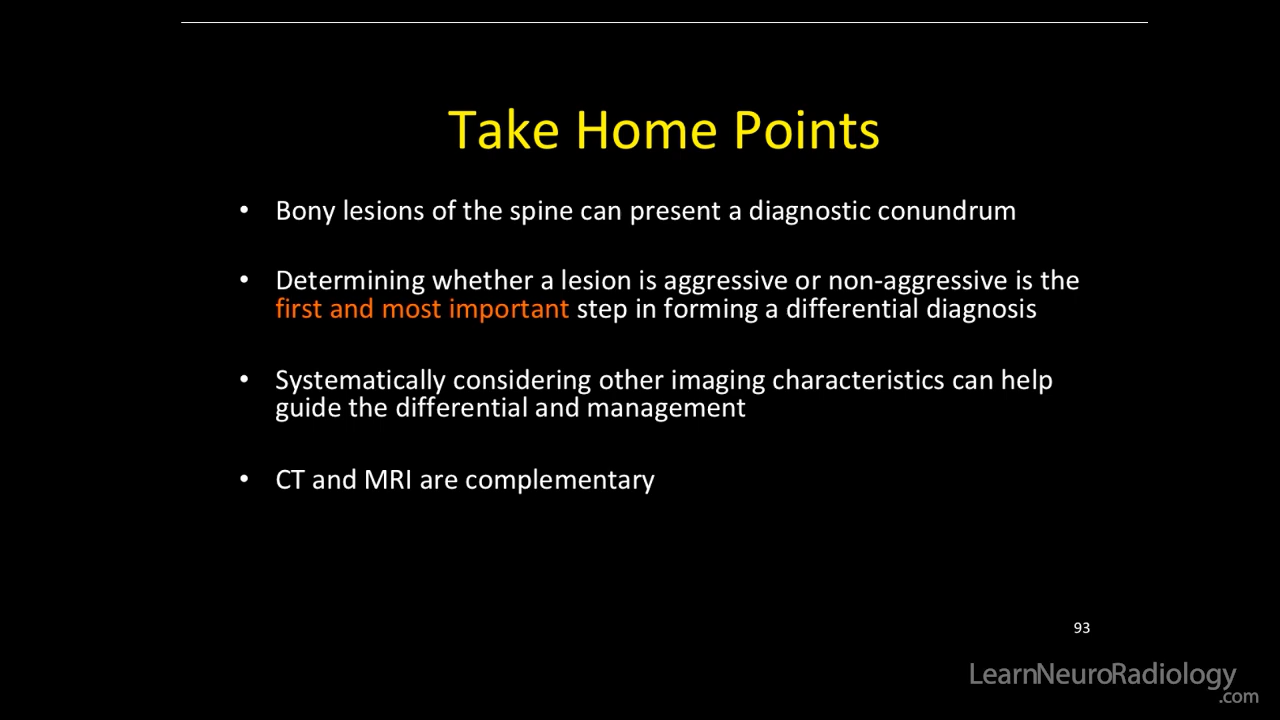 Take Home Points
• Bony lesions of the spine can present a diagnostic conundrum
• Determining whether a lesion is aggressive or non-aggressive is the
first and most important step in forming a differential diagnosis
• Systematically considering other imaging characteristics can help
guide the differential and management
• CT and MRI are complementary
93
LearnNeuroRadiology
.com